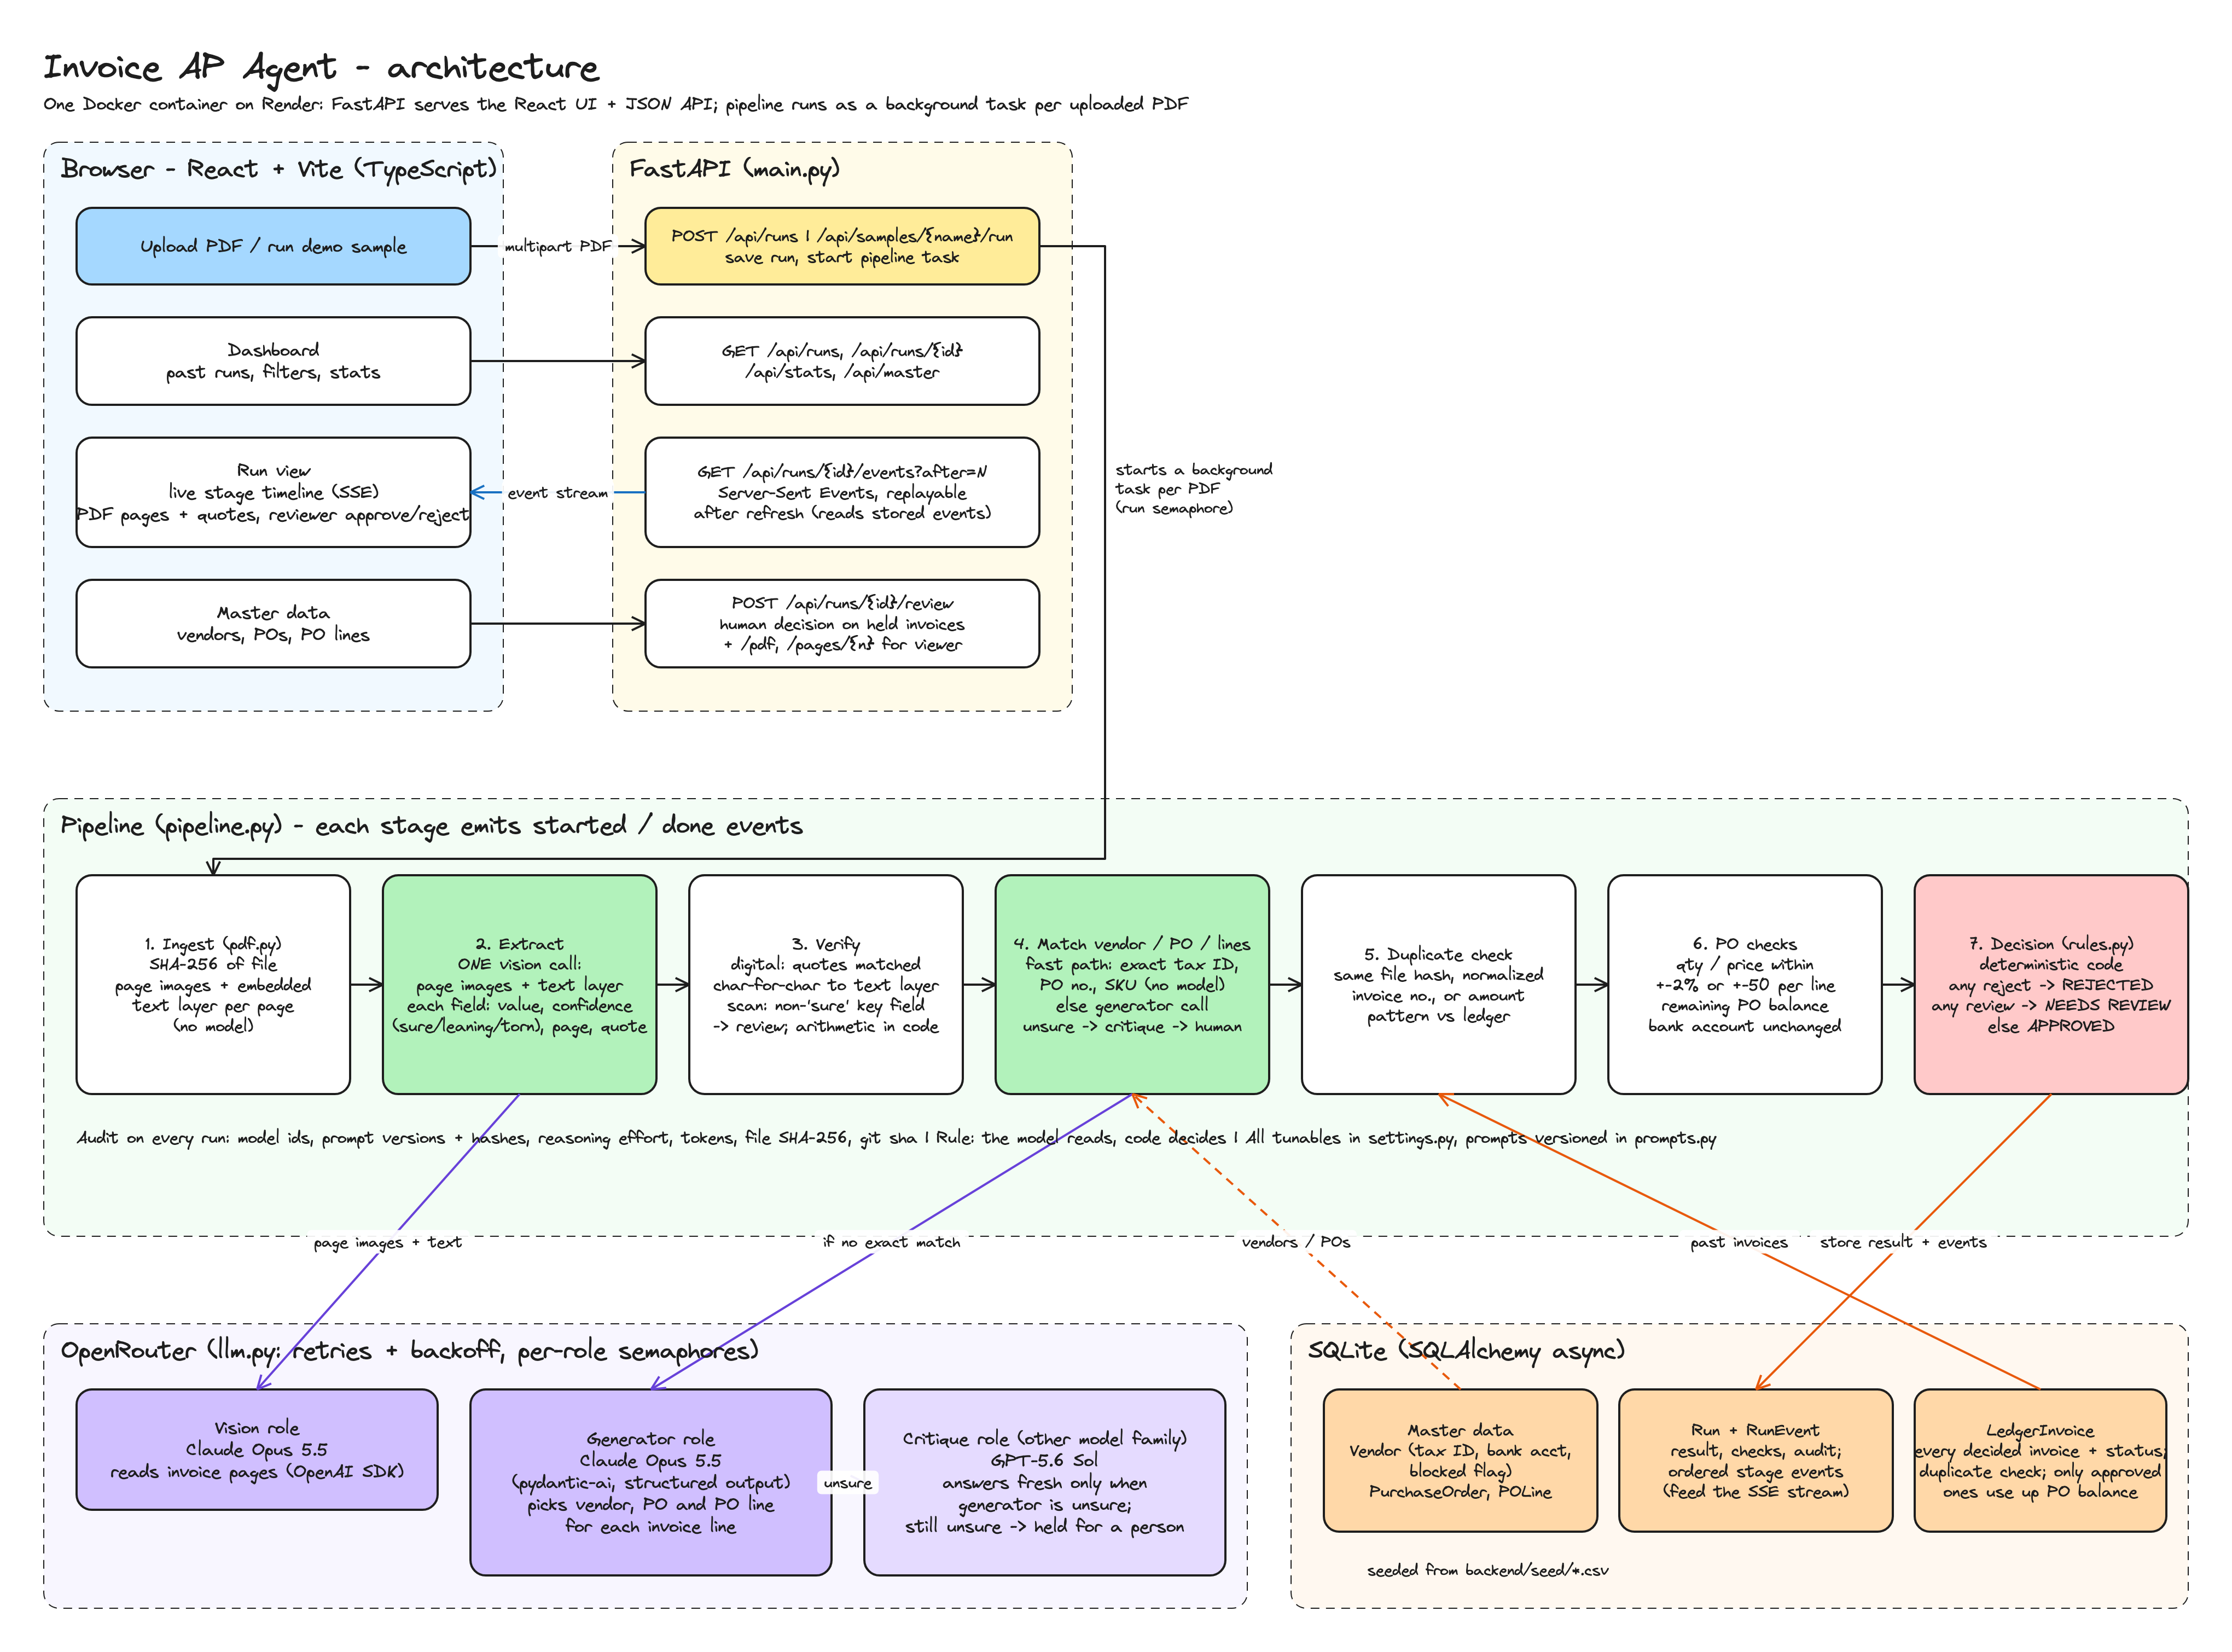 Invoice AP Agent - architecture
One Docker container on Render: FastAPI serves the React UI + JSON API; pipeline runs as a background task per uploaded PDF
Browser - React + Vite (TypeScript)
Upload PDF / run demo sample
Dashboard
past runs, filters, stats
Run view
live stage timeline (SSE)
PDF pages + quotes, reviewer approve/reject
Master data
vendors, POs, PO lines
multipart PDF
event stream
FastAPI (main.py)
POST /api/runs | /api/samples/{name}/run
save run, start pipeline task
GET /api/runs, /api/runs/{id}
/api/stats, /api/master
GET /api/runs/{id}/events?after=N
Server-Sent Events, replayable
after refresh (reads stored events)
POST /api/runs/{id}/review
human decision on held invoices
+ /pdf, /pages/{n} for viewer
starts a background
task per PDF
(run semaphore)
Pipeline (pipeline.py) - each stage emits started / done events
1. Ingest (pdf.py)
SHA-256 of file
page images + embedded
text layer per page
(no model)
2. Extract
ONE vision call:
page images + text layer
each field: value, confidence
(sure/leaning/torn), page, quote
3. Verify
digital: quotes matched
char-for-char to text layer
scan: non-'sure' key field
-> review; arithmetic in code
4. Match vendor / PO / lines
fast path: exact tax ID,
PO no., SKU (no model)
else generator call
unsure -> critique -> human
5. Duplicate check
same file hash, normalized
invoice no., or amount
pattern vs ledger
6. PO checks
qty / price within
+-2% or +-50 per line
remaining PO balance
bank account unchanged
7. Decision (rules.py)
deterministic code
any reject -> REJECTED
any review -> NEEDS REVIEW
else APPROVED
Audit on every run: model ids, prompt versions + hashes, reasoning effort, tokens, file SHA-256, git sha | Rule: the model reads, code decides | All tunables in settings.py, prompts versioned in prompts.py
page images + text
if no exact match
vendors / POs
past invoices
store result + events
OpenRouter (llm.py: retries + backoff, per-role semaphores)
Vision role
Claude Opus 5.5
reads invoice pages (OpenAI SDK)
Generator role
Claude Opus 5.5
(pydantic-ai, structured output)
picks vendor, PO and PO line
for each invoice line
unsure
Critique role (other model family)
GPT-5.6 Sol
answers fresh only when
generator is unsure;
still unsure -> held for a person
SQLite (SQLAlchemy async)
Master data
Vendor (tax ID, bank acct,
blocked flag)
PurchaseOrder, POLine
Run + RunEvent
result, checks, audit;
ordered stage events
(feed the SSE stream)
LedgerInvoice
every decided invoice + status;
duplicate check; only approved
ones use up PO balance
seeded from backend/seed/*.csv